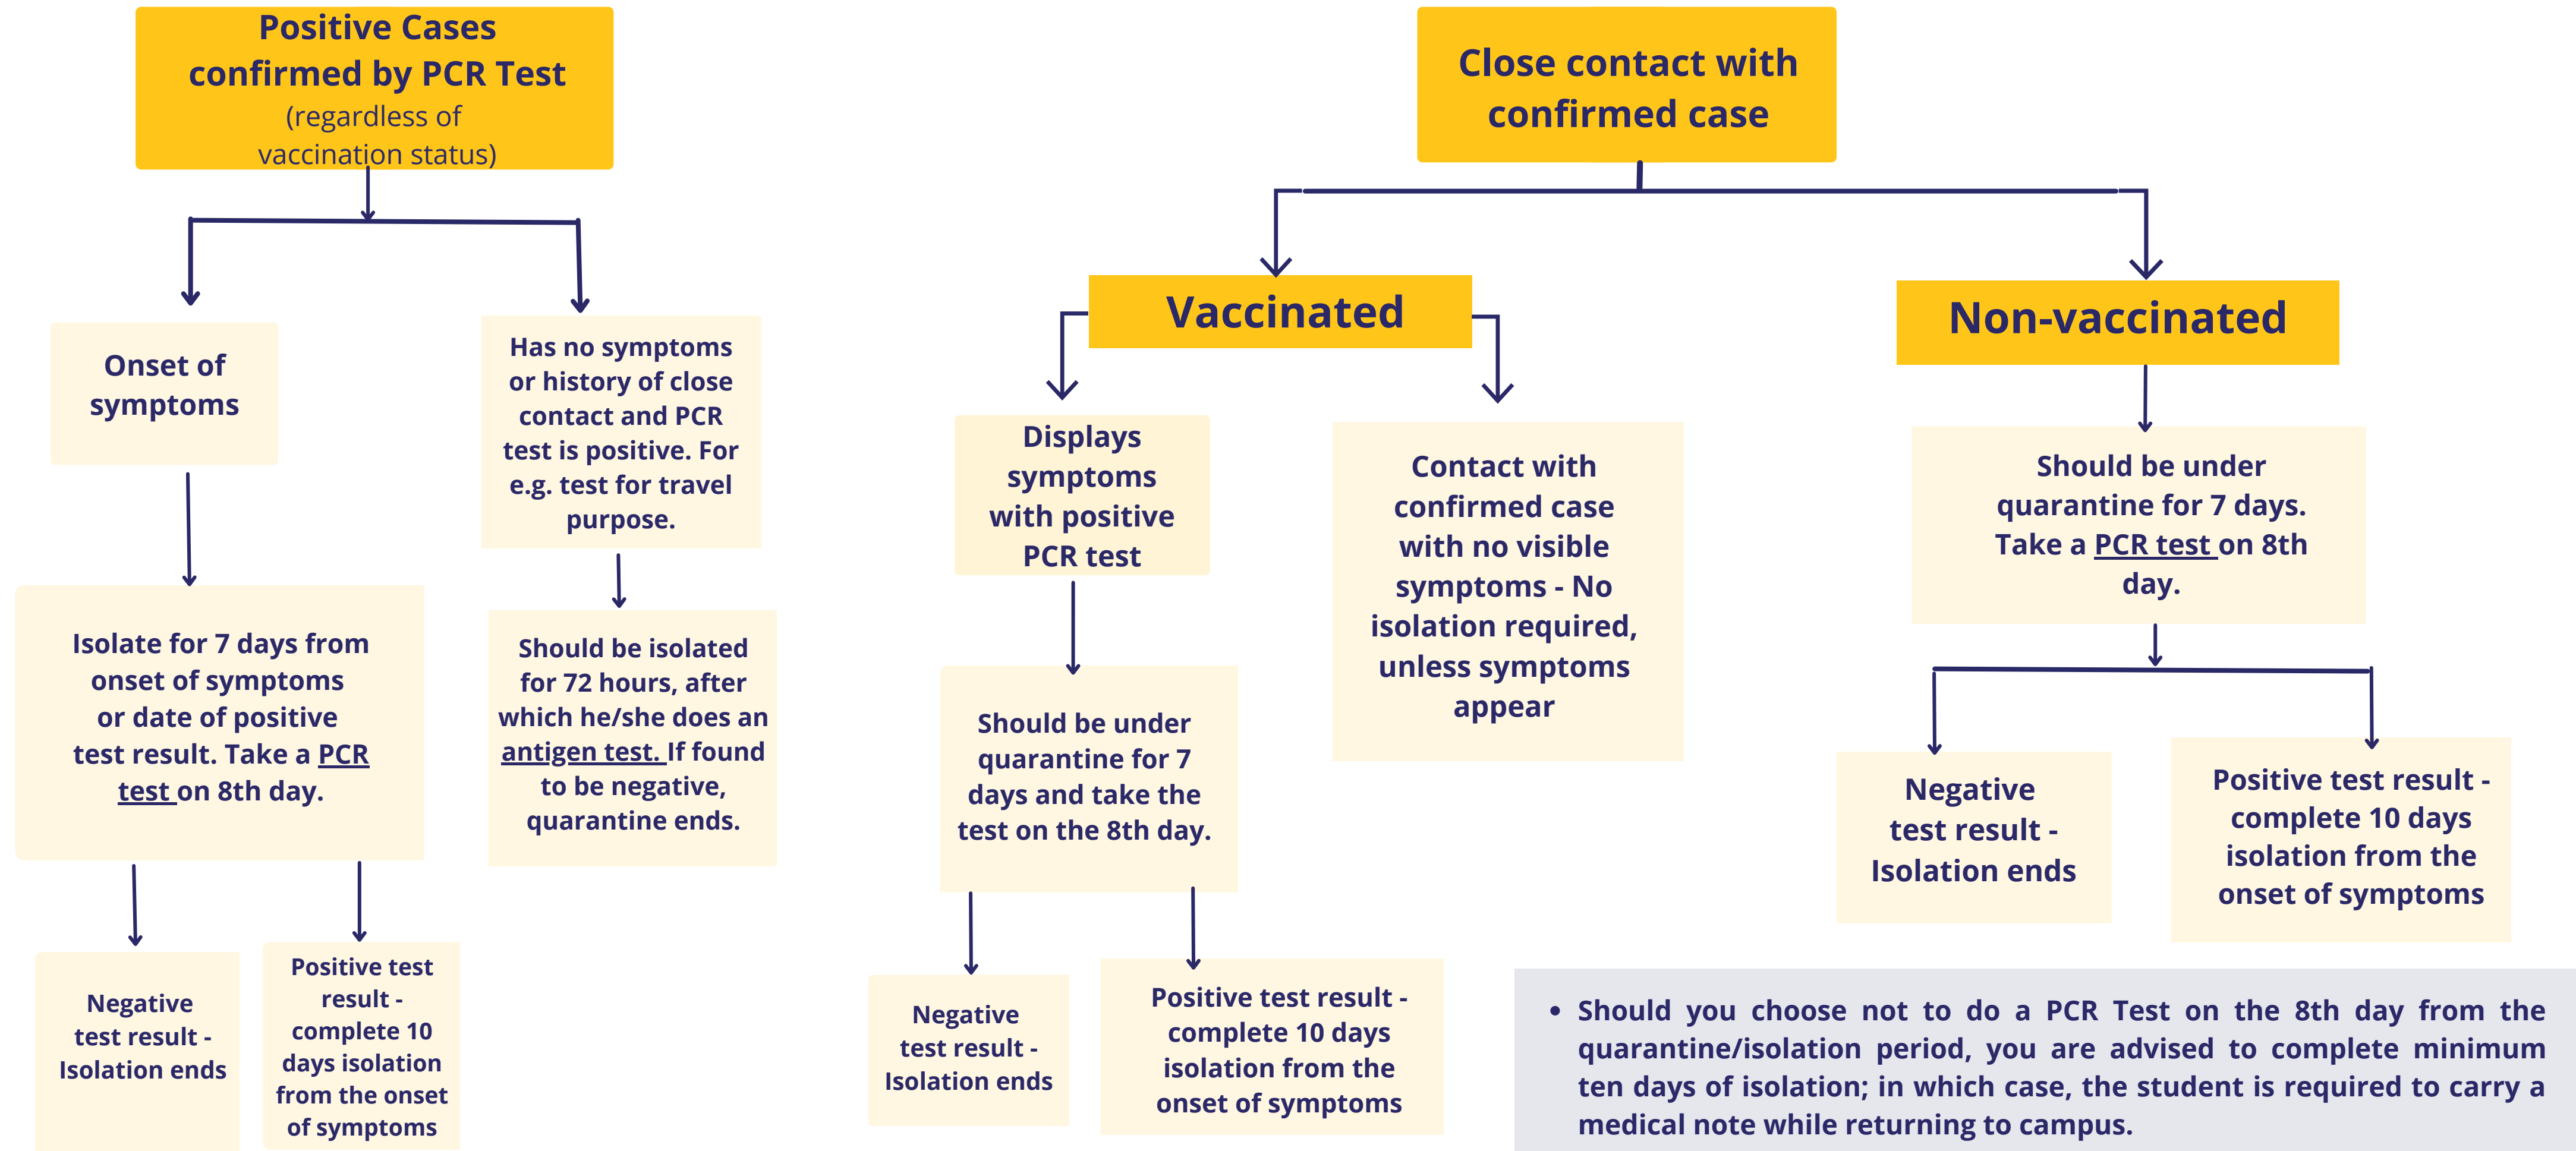 Positive Cases
confirmed by PCR Test
(regardless of
vaccination status)
Onset of
symptoms
Has no symptoms
or history of close
contact and PCR
test is positive. For
e.g. test for travel
purpose.
Isolate for 7 days from
onset of symptoms
or date of positive
test result. Take a PCR
test on 8th day.
Should be isolated
for 72 hours, after
which he/she does an
antigen test. If found
to be negative,
quarantine ends.
Negative
test result -
Isolation ends
Positive test
result -
complete 10
days isolation
from the onset
of symptoms
Close contact with
confirmed case
Vaccinated
Displays
symptoms
with positive
PCR test
Contact with
confirmed case
with no visible
symptoms - No
isolation required,
unless symptoms
appear
Should be under
quarantine for 7
days and take the
test on the 8th day.
Negative
test result -
Isolation ends
Positive test result -
complete 10 days
isolation from the
onset of symptoms
Non-vaccinated
Should be under
quarantine for 7 days.
Take a PCR test on 8th
day.
Negative
test result -
Isolation ends
Positive test result -
complete 10 days
isolation from the
onset of symptoms
• Should you choose not to do a PCR Test on the 8th day from the
quarantine/isolation period, you are advised to complete minimum
ten days of isolation; in which case, the student is required to carry a
medical note while returning to campus.